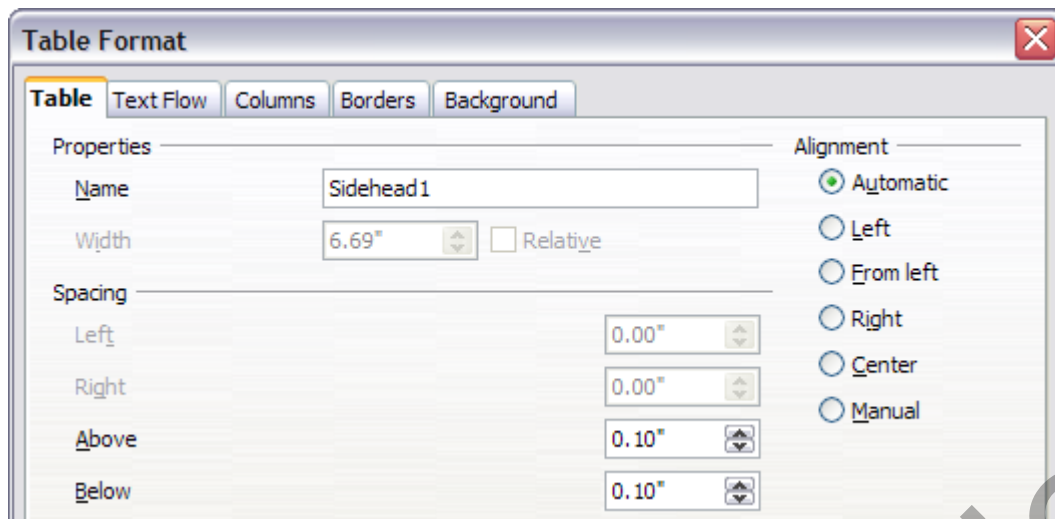 Table Format
Table Text Flow Columns Borders Background
Properties
Name Sidehead1
Width 6.69" Relative
Spacing
Left 0.00"
Right 0.00"
Above 0.10"
Below 0.10"
Alignment
Automatic
Left
From left
Right
Center
Manual